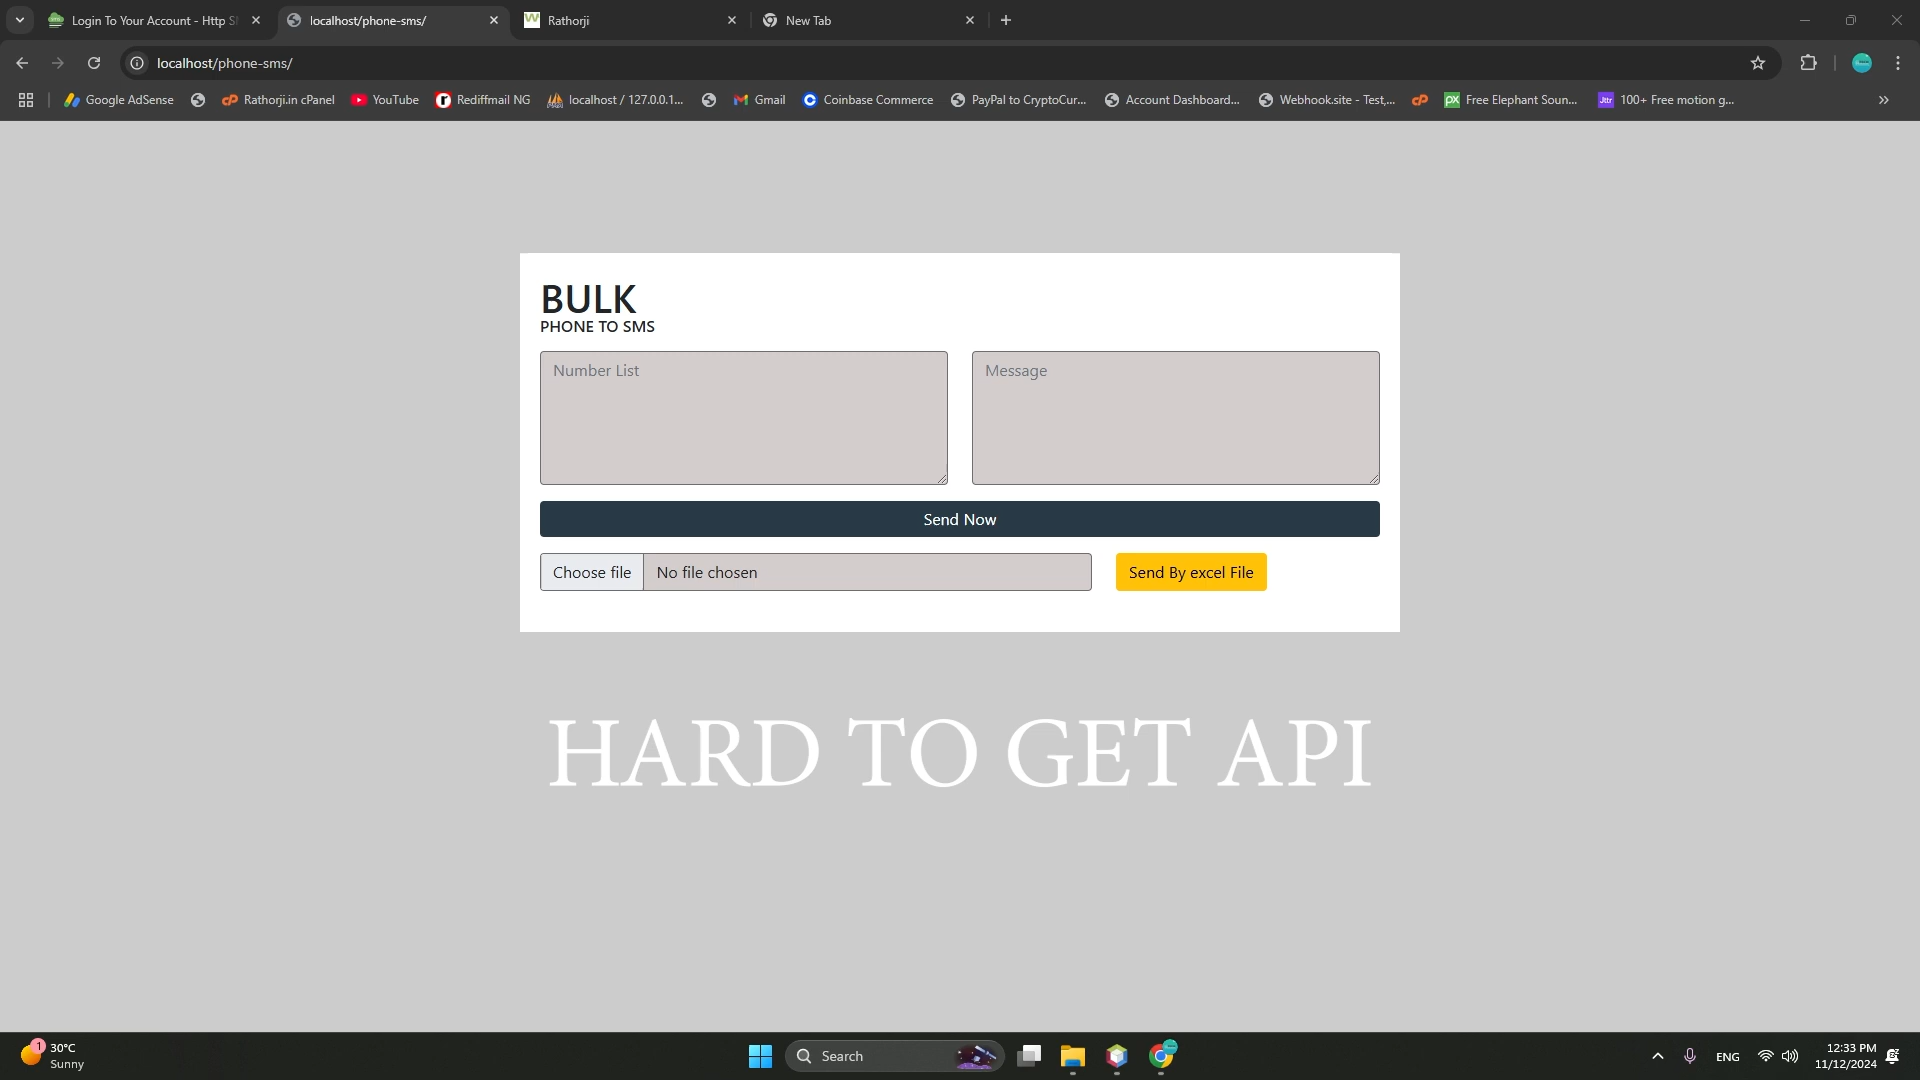 Login To Your Account - Http S
localhost/phone-sms/
Rathorji
New Tab
localhost/phone-sms/
Google AdSense
Rathorji.in cPanel
YouTube
Rediffmail NG
localhost / 127.0.0.1...
Gmail
Coinbase Commerce
PayPal to CryptoCur...
Account Dashboard...
Webhook.site - Test,...
Free Elephant Soun...
100+ Free motion g...
BULK
PHONE TO SMS
Number List
Message
Send Now
Choose file
No file chosen
Send By excel File
HARD TO GET API
1
30°C
Sunny
Search
ENG
12:33 PM
11/12/2024